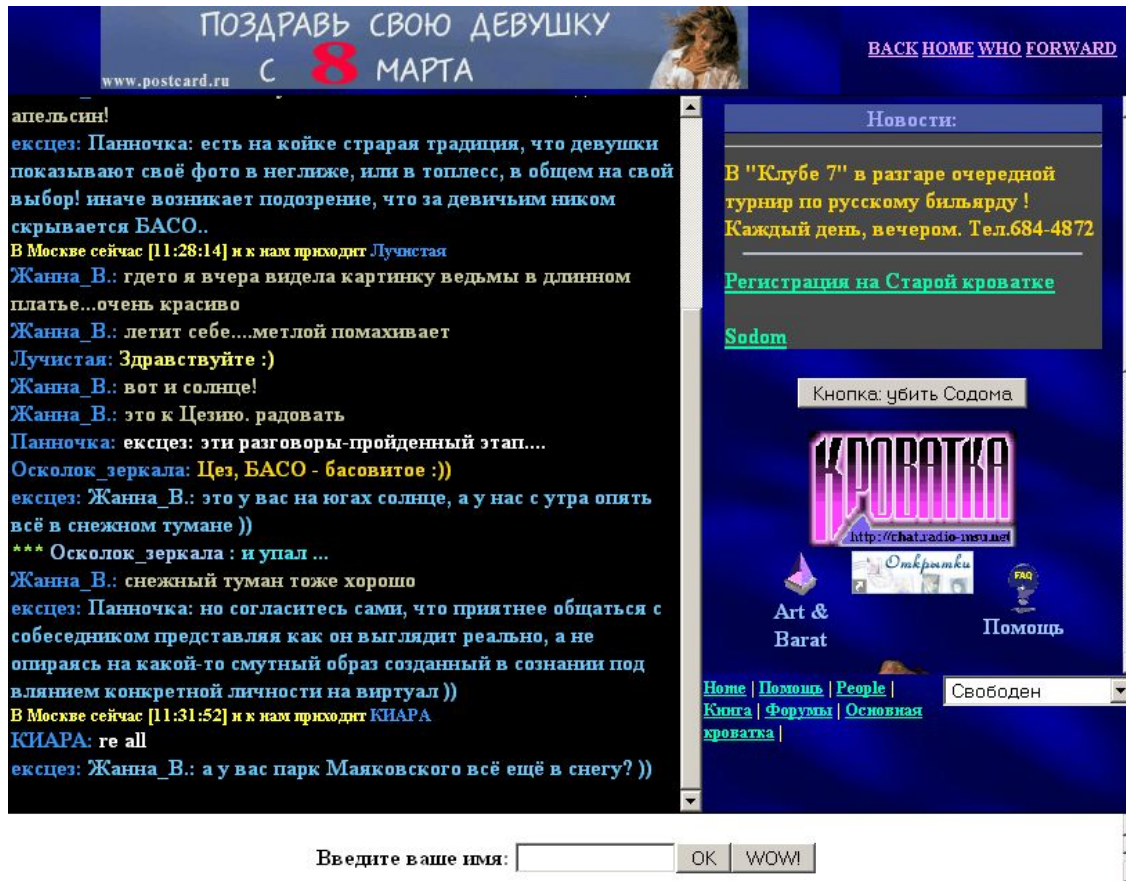 ПОЗДРАВЬ СВОЮ ДЕВУШКУ
С 8 МАРТА
www.postcard.ru
BACK HOME WHO FORWARD
апельсин!
ексцез: Панночка: есть на койке страрая традиция, что девушки
показывают своё фото в неглиже, или в топлесс, в общем на свой
выбор! иначе возникает подозрение, что за девичьим ником
скрывается БАСО..
В Москве сейчас [11:28:14] и к нам приходит Лучистая
Жанна_В.: гдето я вчера видела картинку ведьмы в длинном
платье...очень красиво
Жанна_В.: летит себе....метлой помахивает
Лучистая: Здравствуйте :)
Жанна_В.: вот и солнце!
Жанна_В.: это к Цезию. радовать
Панночка: ексцез: эти разговоры-пройденный этап....
Осколок_зеркала: Цез, БАСО - басовитое :))
ексцез: Жанна_В.: это у вас на югах солнце, а у нас с утра опять
всё в снежном тумане ))
*** Осколок_зеркала : и упал ...
Жанна_В.: снежный туман тоже хорошо
ексцез: Панночка: но согласитесь сами, что приятнее общаться с
собеседником представляя как он выглядит реально, а не
опираясь на какой-то смутный образ созданный в сознании под
влянием конкретной личности на виртуал ))
В Москве сейчас [11:31:52] и к нам приходит КИАРА
КИАРА: re all
ексцез: Жанна_В.: а у вас парк Маяковского всё ещё в снегу? ))
Новости:
В "Клубе 7" в разгаре очередной
турнир по русскому бильярду !
Каждый день, вечером. Тел.684-4872
Регистрация на Старой кроватке
Sodom
Кнопка: убить Содома
КРОВАТКА
http://chat.radio-msu.net
Открытки
FAQ
Art &
Barat
Помощь
Home | Помощь | People |
Книга | Форумы | Основная
кроватка |
Свободен
Введите ваше имя:
OK
WOW!